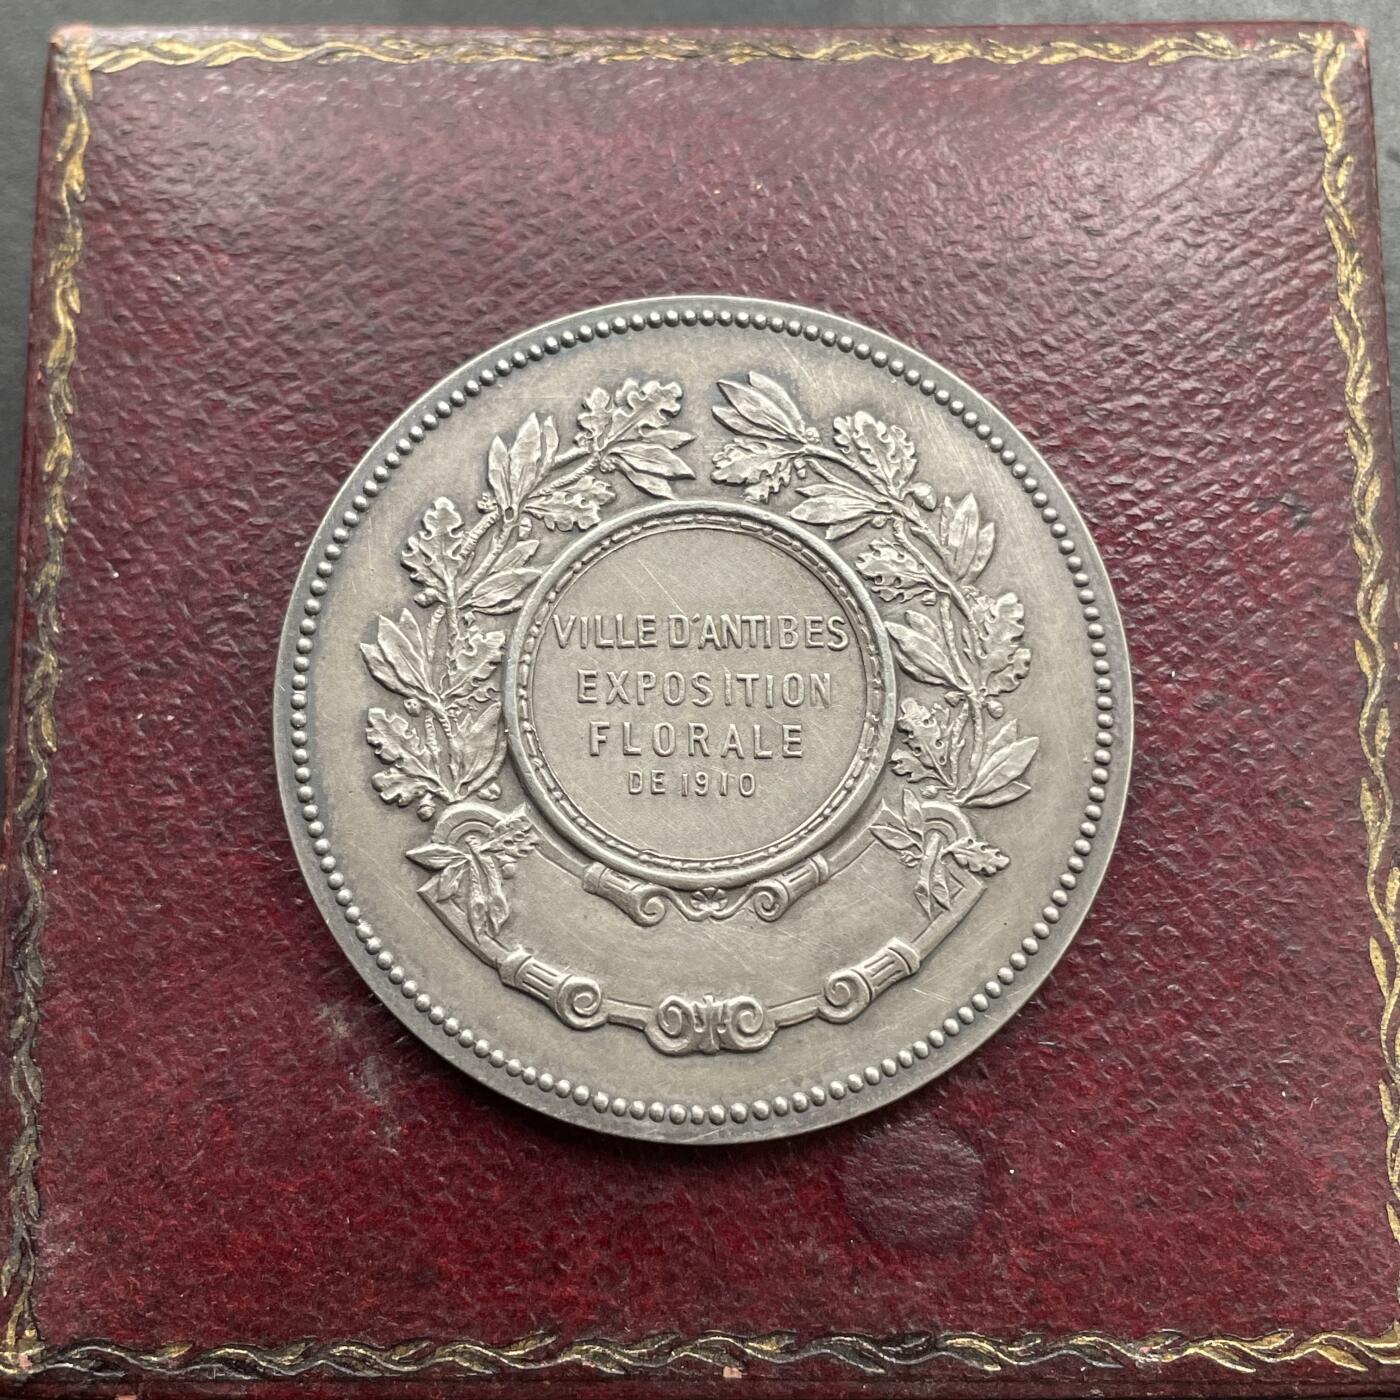 VILLE D'ANTIBES
EXPOSITION
FLORALE
DE 1910